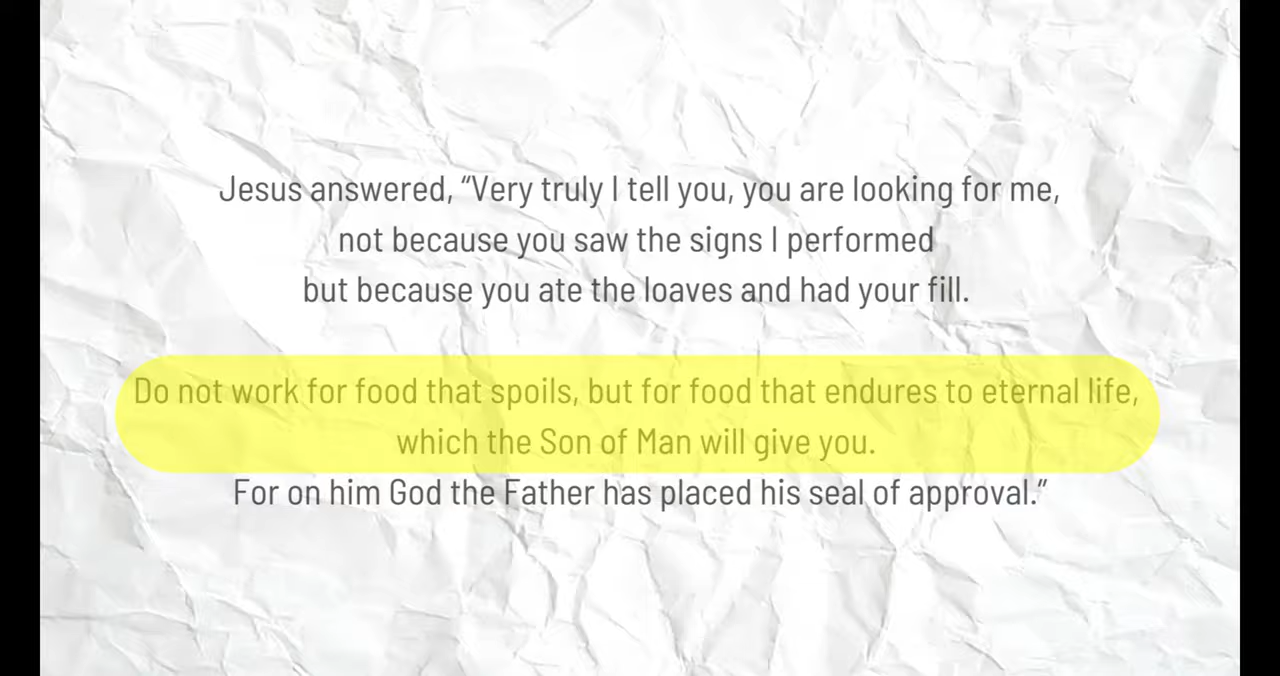 Jesus answered, “Very truly I tell you, you are looking for me,
not because you saw the signs I performed
but because you ate the loaves and had your fill.
Do not work for food that spoils, but for food that endures to eternal life,
which the Son of Man will give you.
For on him God the Father has placed his seal of approval.”